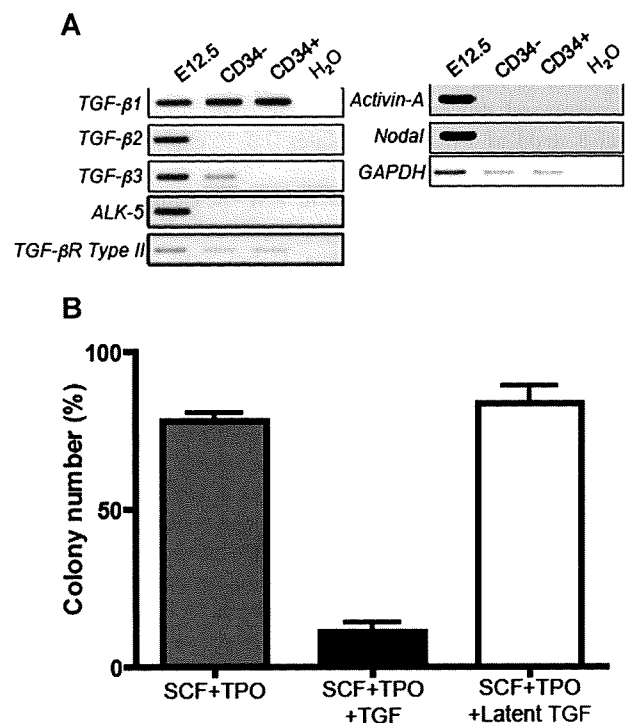 A
E12.5 CD34- CD34+ H₂O
TGF-β1
TGF-β2
TGF-β3
ALK-5
TGF-βR Type II
E12.5 CD34- CD34+ H₂O
Activin-A
Nodal
GAPDH
B
Colony number (%)
100
50
0
SCF+TPO
SCF+TPO
+TGF
SCF+TPO
+Latent TGF